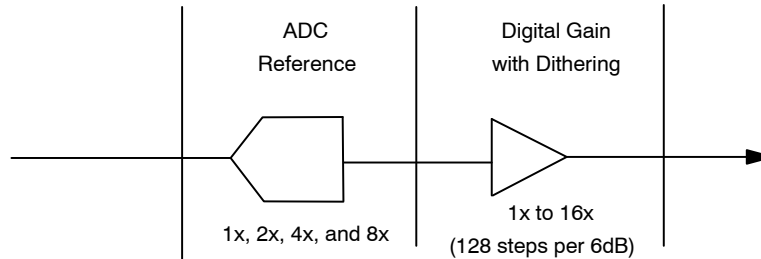 ADC
Reference
Digital Gain
with Dithering
1x, 2x, 4x, and 8x
1x to 16x
(128 steps per 6dB)